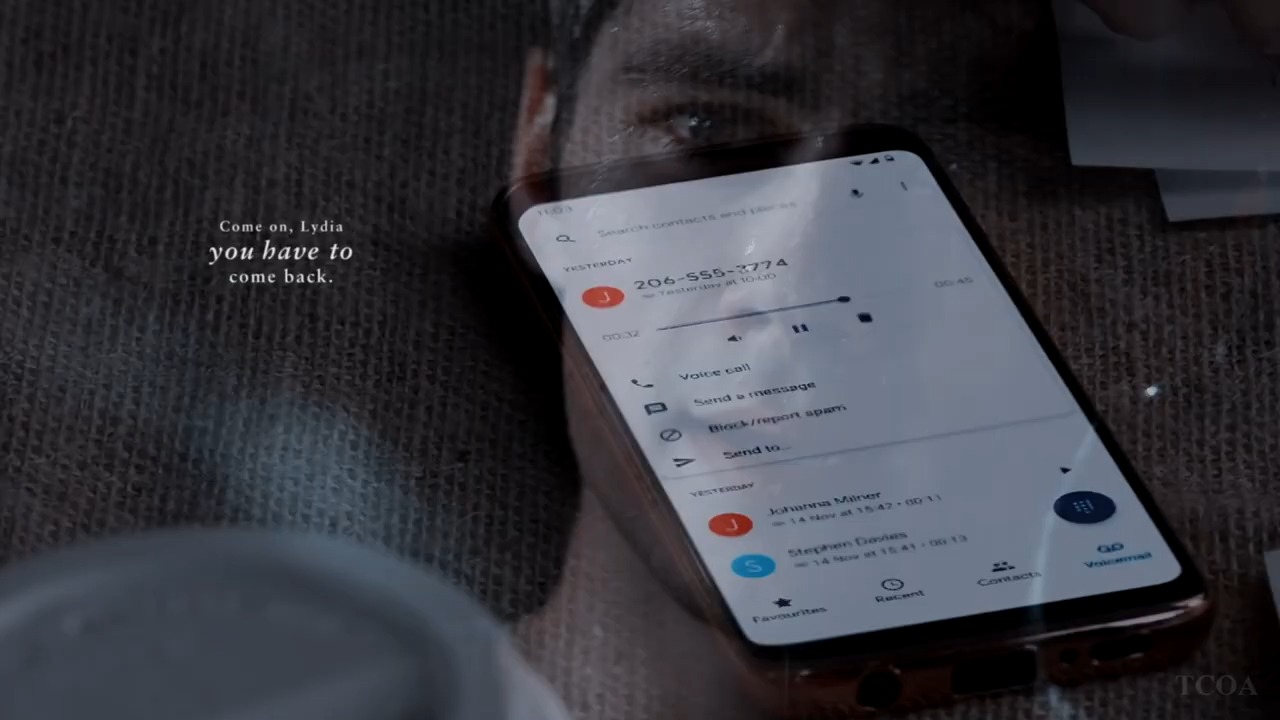 Come on, Lydia
you have to
come back.
11:03
Search contacts and places
YESTERDAY
206-555-3774
Yesterday at 10:00
00:32
00:45
Voice call
Send a message
Block/report spam
Send to...
YESTERDAY
J
Johanna Milner
14 Nov at 15:42 • 00:11
S
Stephen Davies
14 Nov at 15:41 • 00:13
Favourites
Recent
Contacts
Voicemail
TCOA